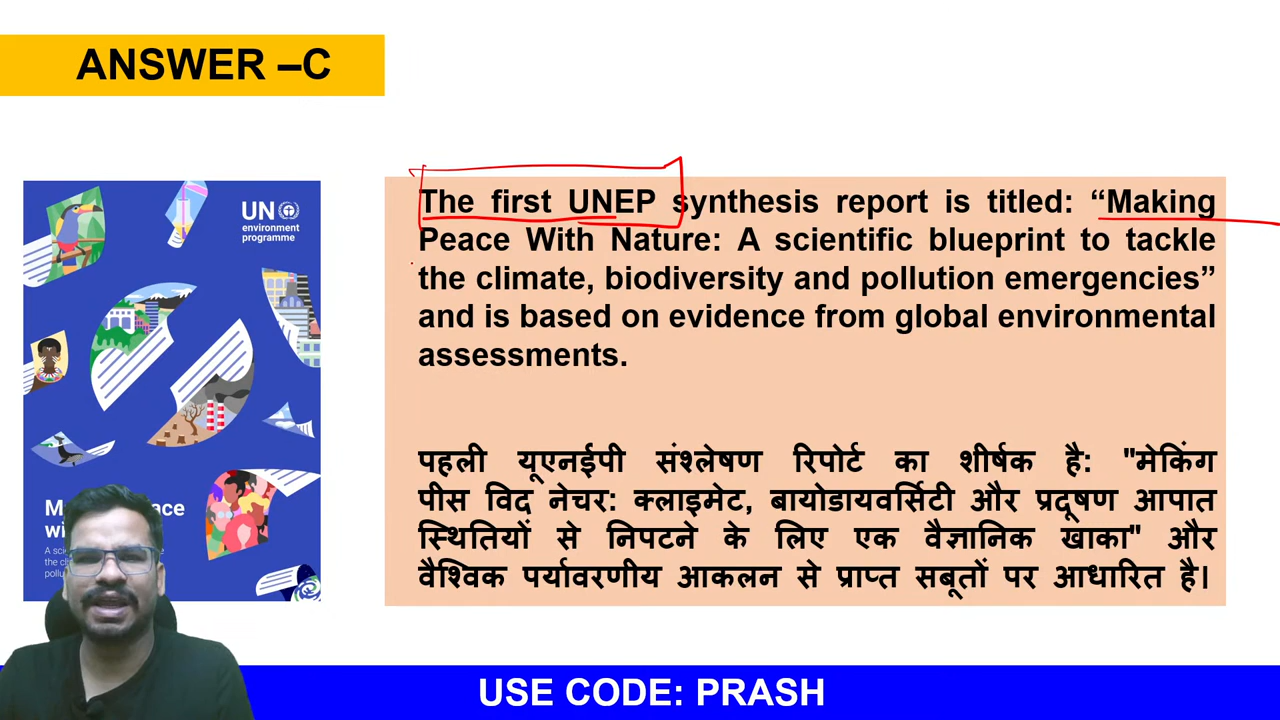 ANSWER –C
UN
environment
programme
The first UNEP synthesis report is titled: “Making
Peace With Nature: A scientific blueprint to tackle
the climate, biodiversity and pollution emergencies”
and is based on evidence from global environmental
assessments.
पहली यूएनईपी संश्लेषण रिपोर्ट का शीर्षक है: "मेकिंग
पीस विद नेचर: क्लाइमेट, बायोडायवर्सिटी और प्रदूषण आपात
स्थितियों से निपटने के लिए एक वैज्ञानिक खाका" और
वैश्विक पर्यावरणीय आकलन से प्राप्त सबूतों पर आधारित है।
USE CODE: PRASH